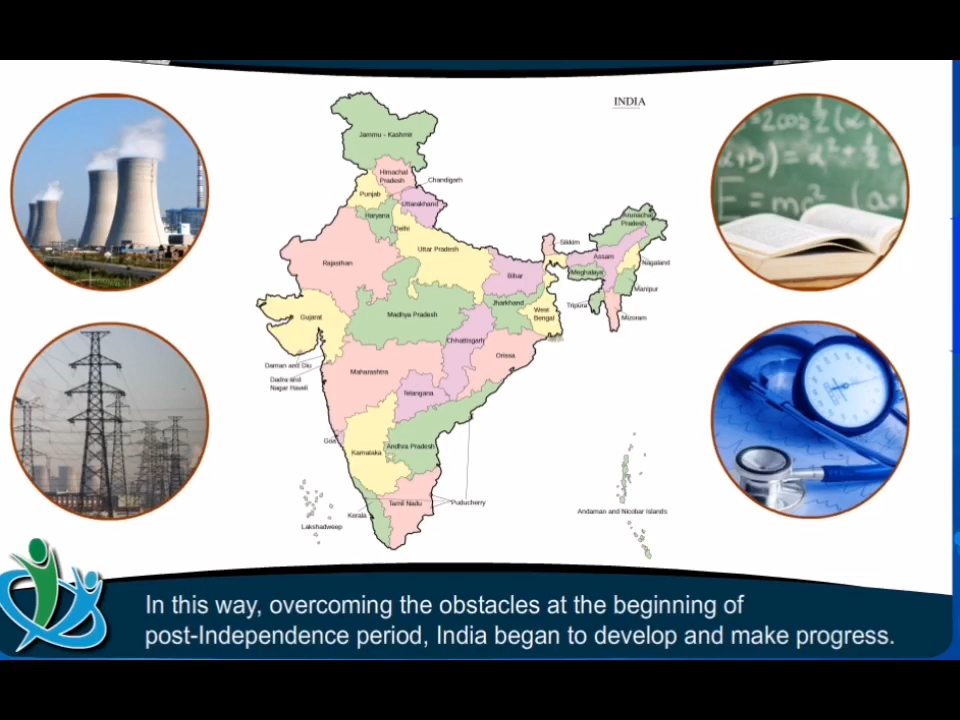 INDIA
Jammu - Kashmir
Himachal
Pradesh
Chandigarh
Punjab
Uttarakhand
Haryana
Delhi
Arunachal
Pradesh
Sikkim
Uttar Pradesh
Assam
Nagaland
Rajasthan
Bihar
Meghalaya
Manipur
Jharkhand
Tripura
West
Bengal
Gujarat
Madhya Pradesh
Mizoram
Chhattisgarh
Orissa
Daman and Diu
Maharashtra
Dadra and
Nagar Haveli
Telangana
Goa
Andhra Pradesh
Karnataka
Tamil Nadu
Puducherry
Andaman and Nicobar Islands
Kerala
Lakshadweep
In this way, overcoming the obstacles at the beginning of
post-Independence period, India began to develop and make progress.